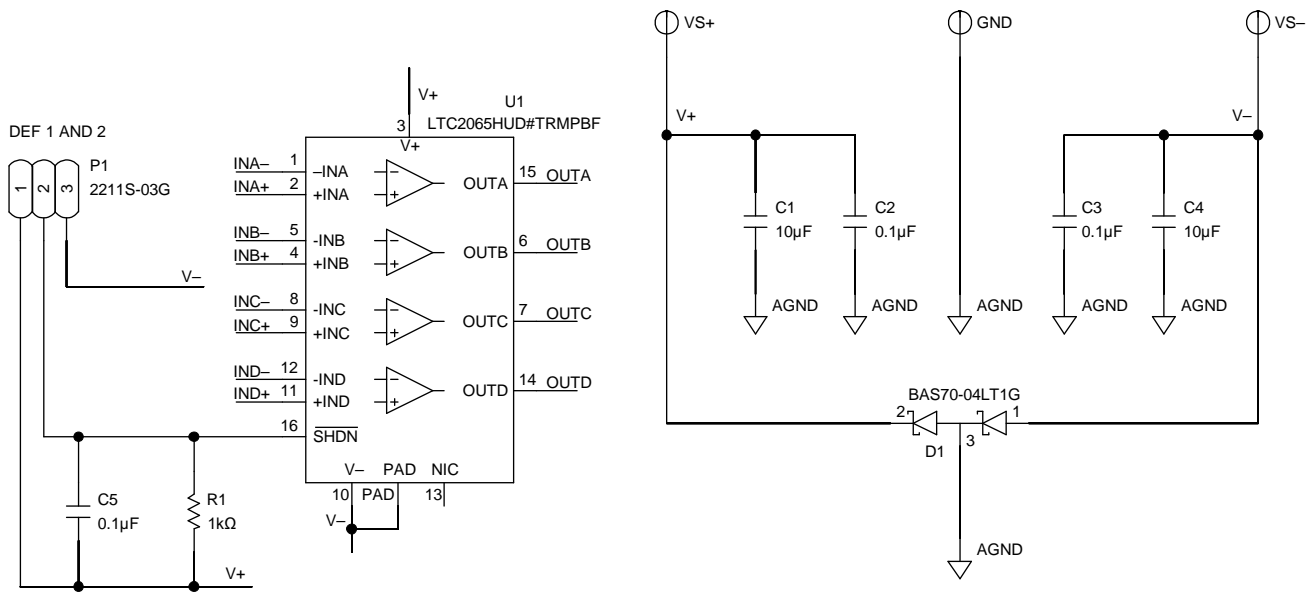 VS+
GND
VS–
V+
V+
V–
DEF 1 AND 2
P1
2211S-03G
1
2
3
V–
U1
LTC2065HUD#TRMPBF
3
V+
INA– 1 –INA
INA+ 2 +INA
OUTA 15 OUTA
INB– 5 -INB
INB+ 4 +INB
OUTB 6 OUTB
INC– 8 -INC
INC+ 9 +INC
OUTC 7 OUTC
IND– 12 -IND
IND+ 11 +IND
OUTD 14 OUTD
16 SHDN
V– PAD NIC
10 PAD 13
V–
C5
0.1µF
R1
1kΩ
V+
C1
10µF
C2
0.1µF
C3
0.1µF
C4
10µF
AGND
AGND
AGND
AGND
AGND
BAS70-04LT1G
2
3
1
D1
AGND